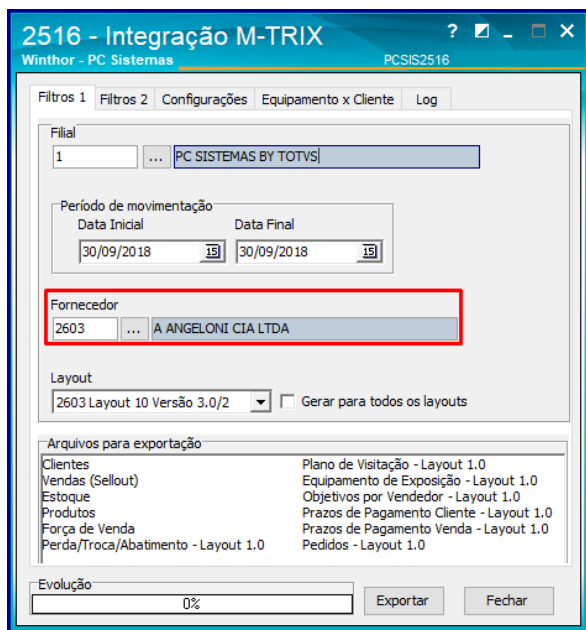 2516 - Integração M-TRIX
Winthor - PC Sistemas PCSIS2516
Filtros 1 Filtros 2 Configurações Equipamento x Cliente Log
Filial
1 ... PC SISTEMAS BY TOTVS
Período de movimentação
Data Inicial Data Final
30/09/2018 15 30/09/2018 15
Fornecedor
2603 ... A ANGELONI CIA LTDA
Layout
2603 Layout 10 Versão 3.0/2 Gerar para todos os layouts
Arquivos para exportação
Clientes Plano de Visitação - Layout 1.0
Vendas (Sellout) Equipamento de Exposição - Layout 1.0
Estoque Objetivos por Vendedor - Layout 1.0
Produtos Prazos de Pagamento Cliente - Layout 1.0
Força de Venda Prazos de Pagamento Venda - Layout 1.0
Perda/Troca/Abatimento - Layout 1.0 Pedidos - Layout 1.0
Evolução
0% Exportar Fechar